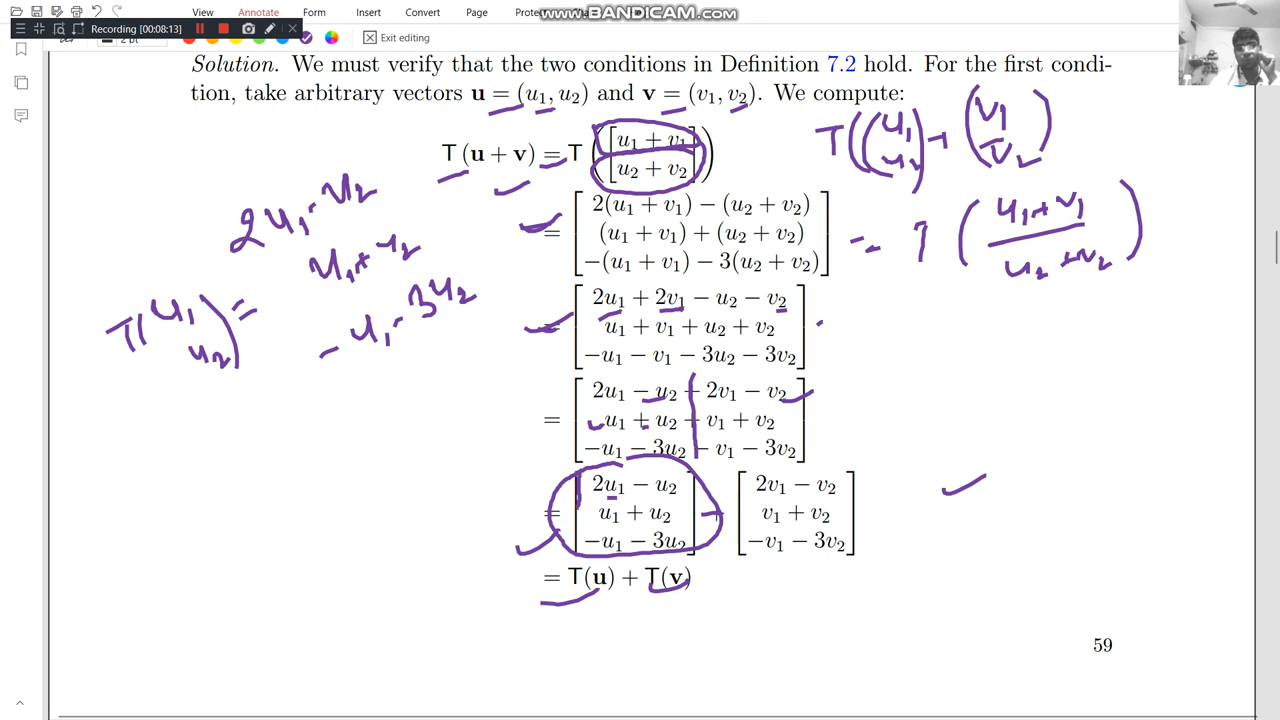 www.BANDICAM.com
View Form Insert Convert Page Prote
Recording [00:08:13]
Annotate
2 pt
Exit editing
Solution. We must verify that the two conditions in Definition 7.2 hold. For the first condi-
tion, take arbitrary vectors u = (u₁, u₂) and v = (v₁, v₂). We compute:
T (u + v) = T ([u₁ + v₁]
[u₂ + v₂])
T((u₁ u₂) + (v₁ v₂)
= [2(u₁ + v₁) − (u₂ + v₂)
(u₁ + v₁) + (u₂ + v₂)
−(u₁ + v₁) − 3(u₂ + v₂)]
= T (u₁ + v₁
u₂ + v₂)
2u₁ - u₂
u₁ + u₂
- u₁ - 3u₂
T(u₁ u₂) =
= [2u₁ + 2v₁ − u₂ − v₂
u₁ + v₁ + u₂ + v₂
−u₁ − v₁ − 3u₂ − 3v₂]
= [2u₁ − u₂ + 2v₁ − v₂
u₁ + u₂ + v₁ + v₂
−u₁ − 3u₂ − v₁ − 3v₂]
= [2u₁ − u₂
u₁ + u₂
−u₁ − 3u₂] + [2v₁ − v₂
v₁ + v₂
−v₁ − 3v₂]
= T(u) + T(v)
59